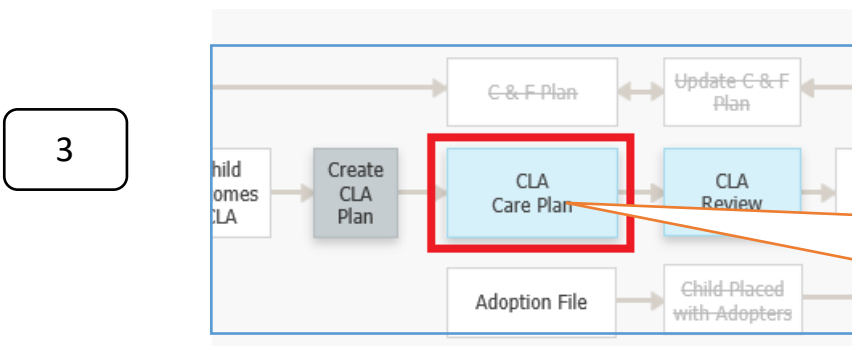 3
C & F Plan
Update C & F
Plan
hild
omes
CLA
Create
CLA
Plan
CLA
Care Plan
CLA
Review
Adoption File
Child Placed
with Adopters